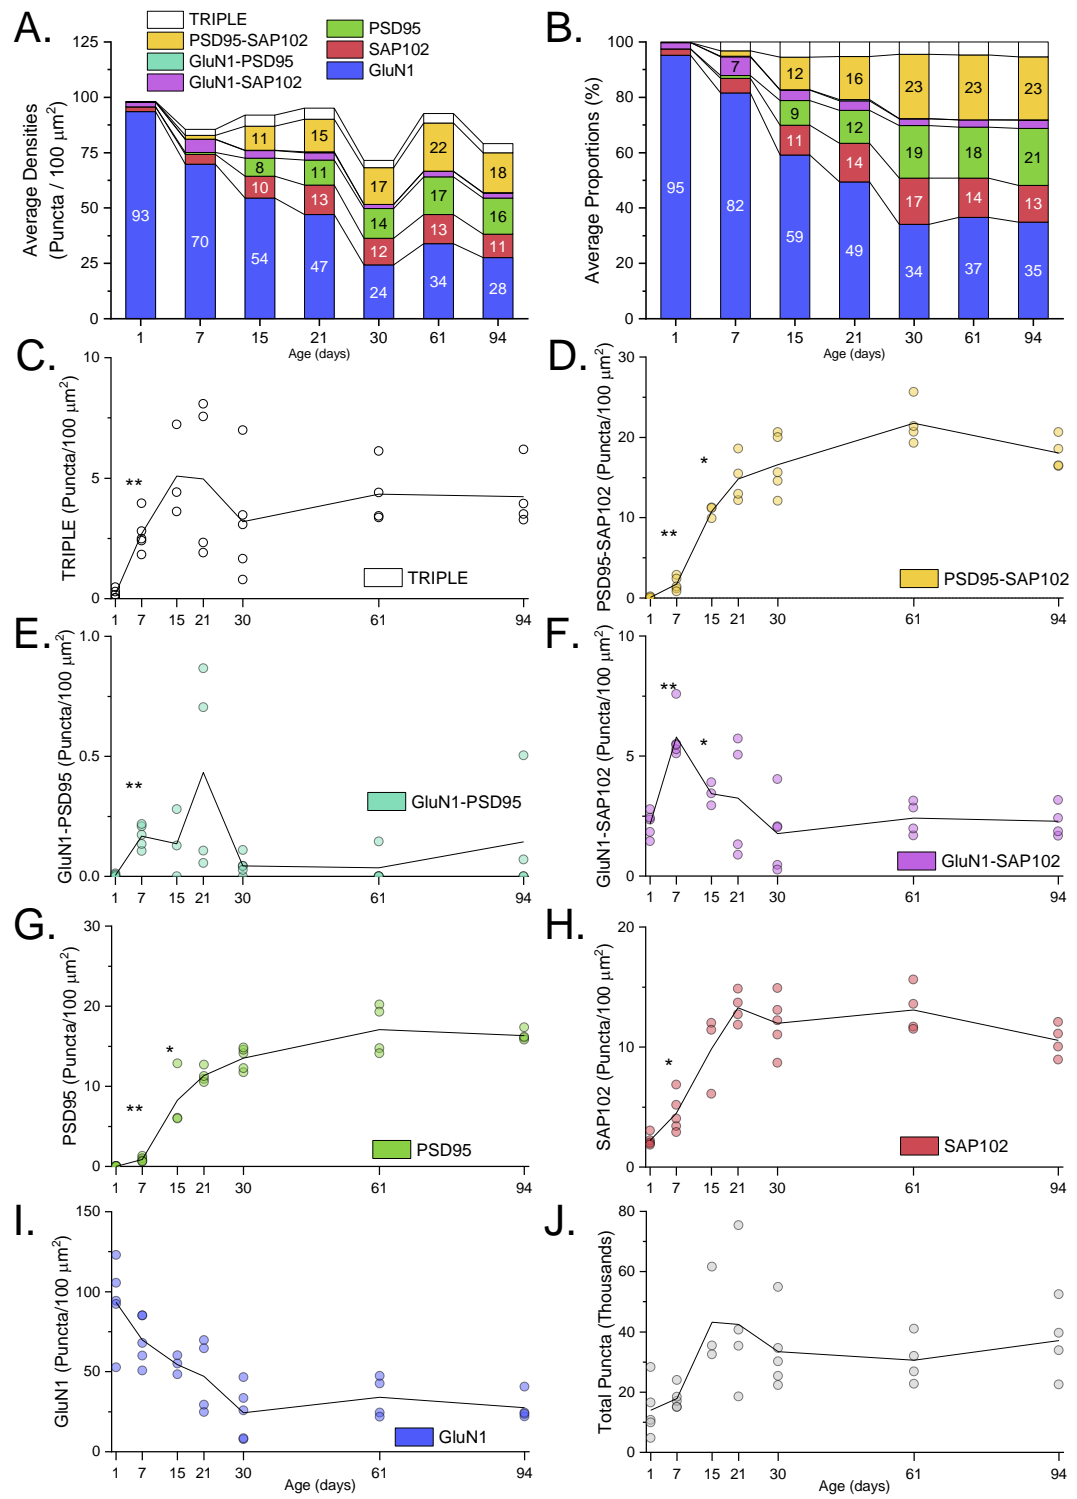 A.
TRIPLE
PSD95-SAP102
GluN1-PSD95
GluN1-SAP102
PSD95
SAP102
GluN1
Average Densities
(Puncta / 100 μm²)
125
100
75
50
25
0
93
70
54
10
8
11
47
13
11
15
24
12
14
17
34
13
17
22
28
11
16
18
1 7 15 21 30 61 94
Age (days)
B.
Average Proportions (%)
100
80
60
40
20
0
95
82
7
59
11
9
12
49
14
12
16
34
17
19
23
37
14
18
23
35
13
21
23
1 7 15 21 30 61 94
Age (days)
C.
TRIPLE (Puncta/100 μm²)
10
5
0
**
TRIPLE
1 7 15 21 30 61 94
D.
PSD95-SAP102 (Puncta/100 μm²)
30
20
10
0
**
*
PSD95-SAP102
1 7 15 21 30 61 94
E.
GluN1-PSD95 (Puncta/100 μm²)
1.0
0.5
0.0
**
GluN1-PSD95
1 7 15 21 30 61 94
F.
GluN1-SAP102 (Puncta/100 μm²)
10
5
0
**
*
GluN1-SAP102
1 7 15 21 30 61 94
G.
PSD95 (Puncta/100 μm²)
30
20
10
0
**
*
PSD95
1 7 15 21 30 61 94
H.
SAP102 (Puncta/100 μm²)
20
10
0
*
SAP102
1 7 15 21 30 61 94
I.
GluN1 (Puncta/100 μm²)
150
100
50
0
GluN1
1 7 15 21 30 61 94
Age (days)
J.
Total Puncta (Thousands)
80
60
40
20
0
1 7 15 21 30 61 94
Age (days)